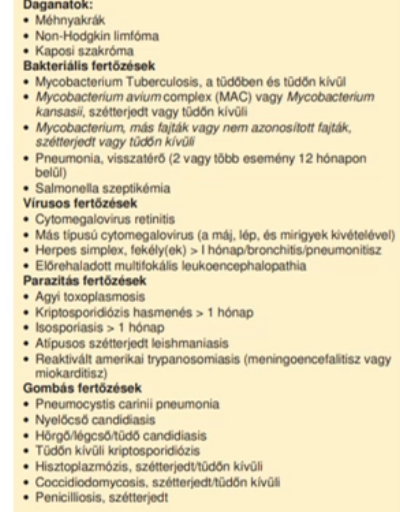 Daganatok:
• Méhnyakrák
• Non-Hodgkin limfóma
• Kaposi szakróma
Bakteriális fertőzések
• Mycobacterium Tuberculosis, a tüdőben és tüdőn kívül
• Mycobacterium avium complex (MAC) vagy Mycobacterium
kansasii, szétterjedt vagy tüdőn kívüli
• Mycobacterium, más fajták vagy nem azonosított fajták,
szétterjedt vagy tüdőn kívüli
• Pneumonia, visszatérő (2 vagy több esemény 12 hónapon
belül)
• Salmonella szeptikémia
Vírusos fertőzések
• Cytomegalovirus retinitis
• Más típusú cytomegalovirus (a máj, lép, és mirigyek kivételével)
• Herpes simplex, fekély(ek) > l hónap/bronchitis/pneumonitisz
• Előrehaladott multifokális leukoencephalopathia
Parazitás fertőzések
• Agyi toxoplasmosis
• Kriptosporidiózis hasmenés > 1 hónap
• Isosporiasis > 1 hónap
• Atípusos szétterjedt leishmaniasis
• Reaktivált amerikai trypanosomiasis (meningoencefalitisz vagy
miokarditisz)
Gombás fertőzések
• Pneumocystis carinii pneumonia
• Nyelőcső candidiasis
• Hörgő/légcső/tüdő candidiasis
• Tüdőn kívüli kriptosporidiózis
• Hisztoplazmózis, szétterjedt/tüdőn kívüli
• Coccidiodomycosis, szétterjedt/tüdőn kívüli
• Penicilliosis, szétterjedt